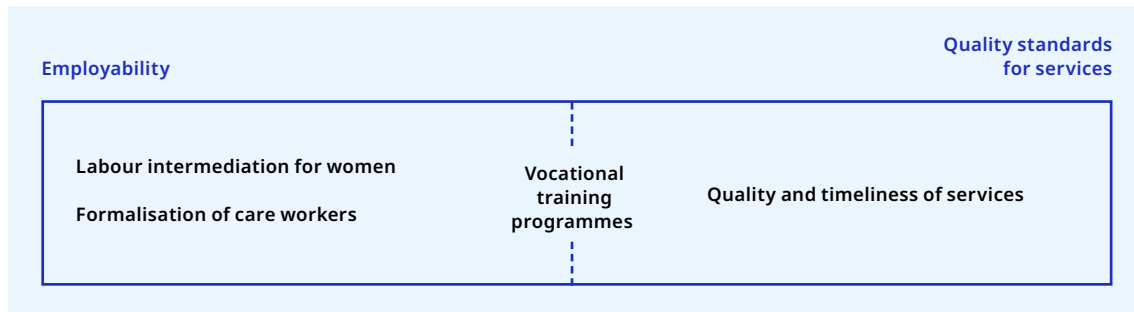 Employability
Quality standards
for services
Labour intermediation for women
Formalisation of care workers
Vocational
training
programmes
Quality and timeliness of services